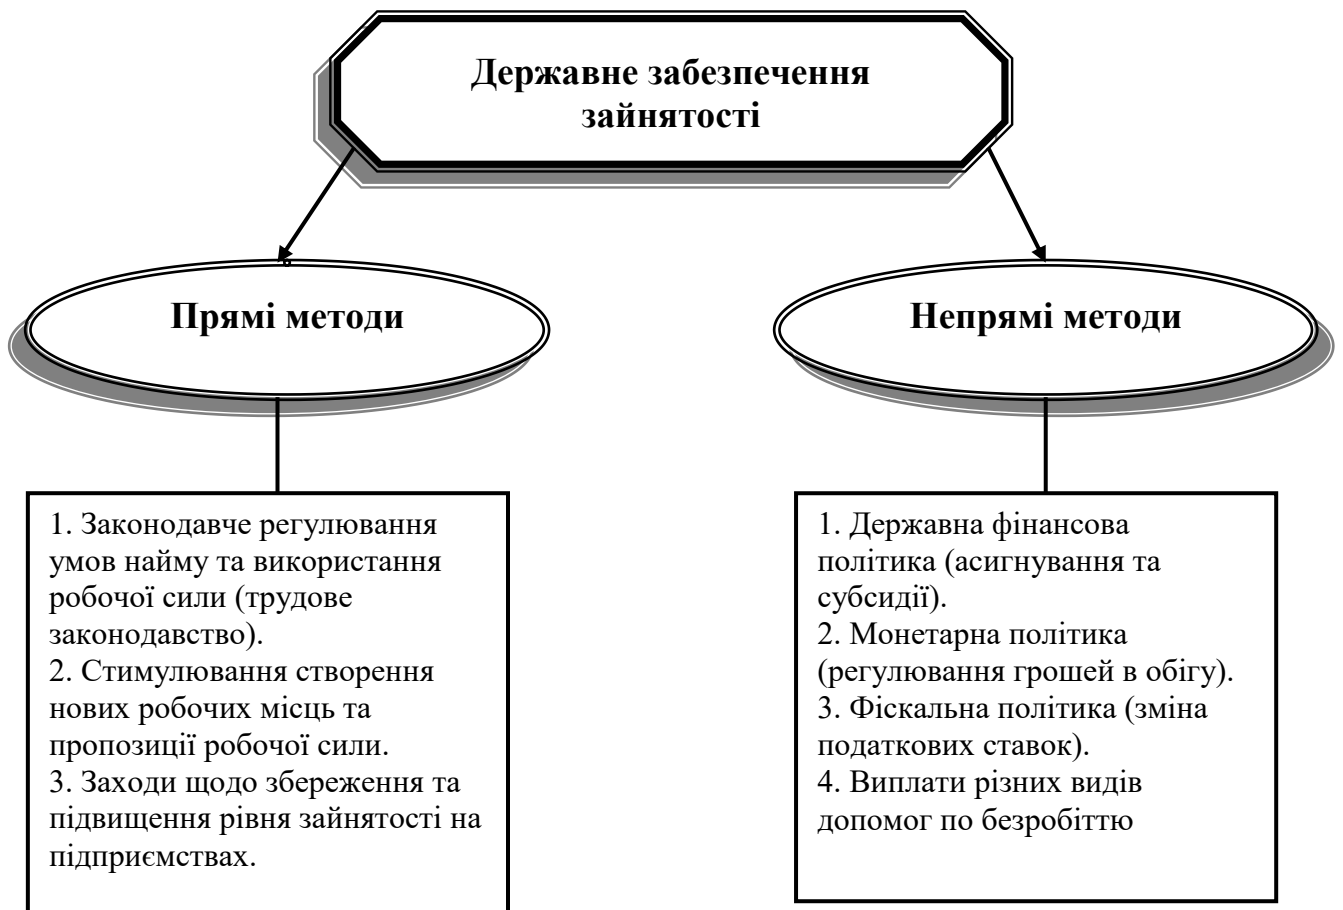 Державне забезпечення
зайнятості
Прямі методи
Непрямі методи
1. Законодавче регулювання
умов найму та використання
робочої сили (трудове
законодавство).
2. Стимулювання створення
нових робочих місць та
пропозиції робочої сили.
3. Заходи щодо збереження та
підвищення рівня зайнятості на
підприємствах.
1. Державна фінансова
політика (асигнування та
субсидії).
2. Монетарна політика
(регулювання грошей в обігу).
3. Фіскальна політика (зміна
податкових ставок).
4. Виплати різних видів
допомог по безробіттю